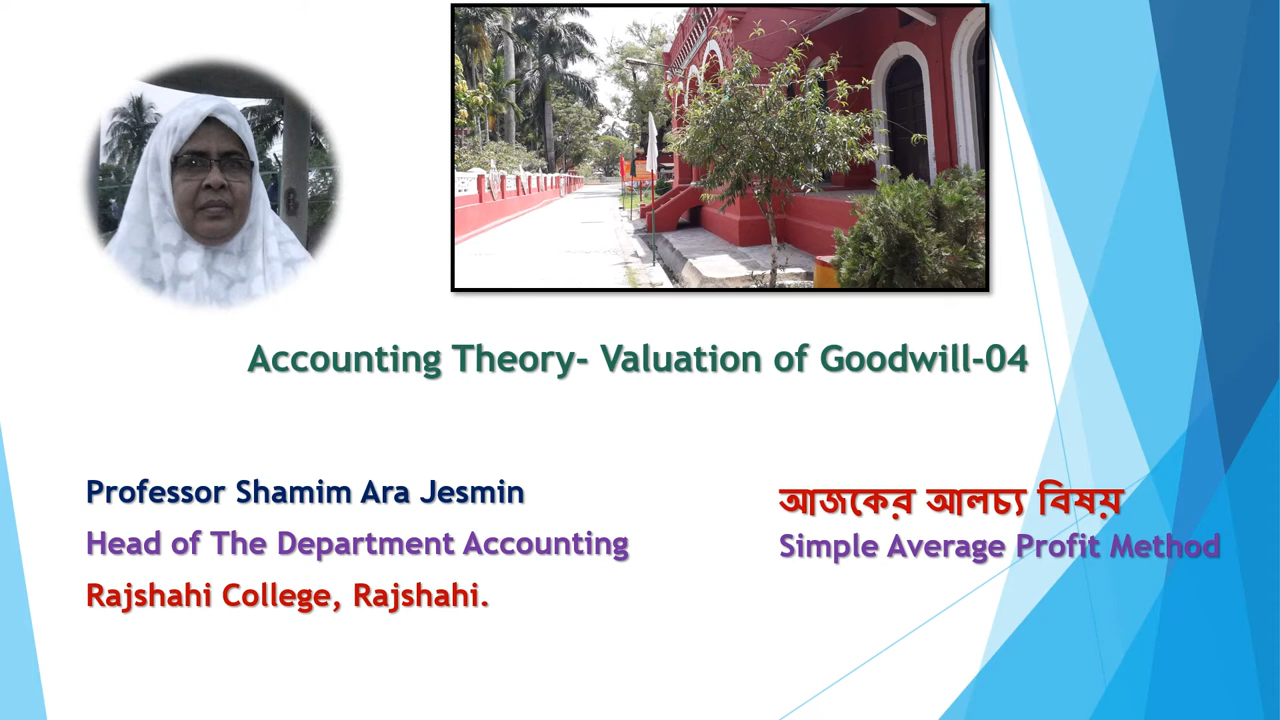 Accounting Theory- Valuation of Goodwill-04
Professor Shamim Ara Jesmin
Head of The Department Accounting
Rajshahi College, Rajshahi.
আজকের আলচ্য বিষয়
Simple Average Profit Method